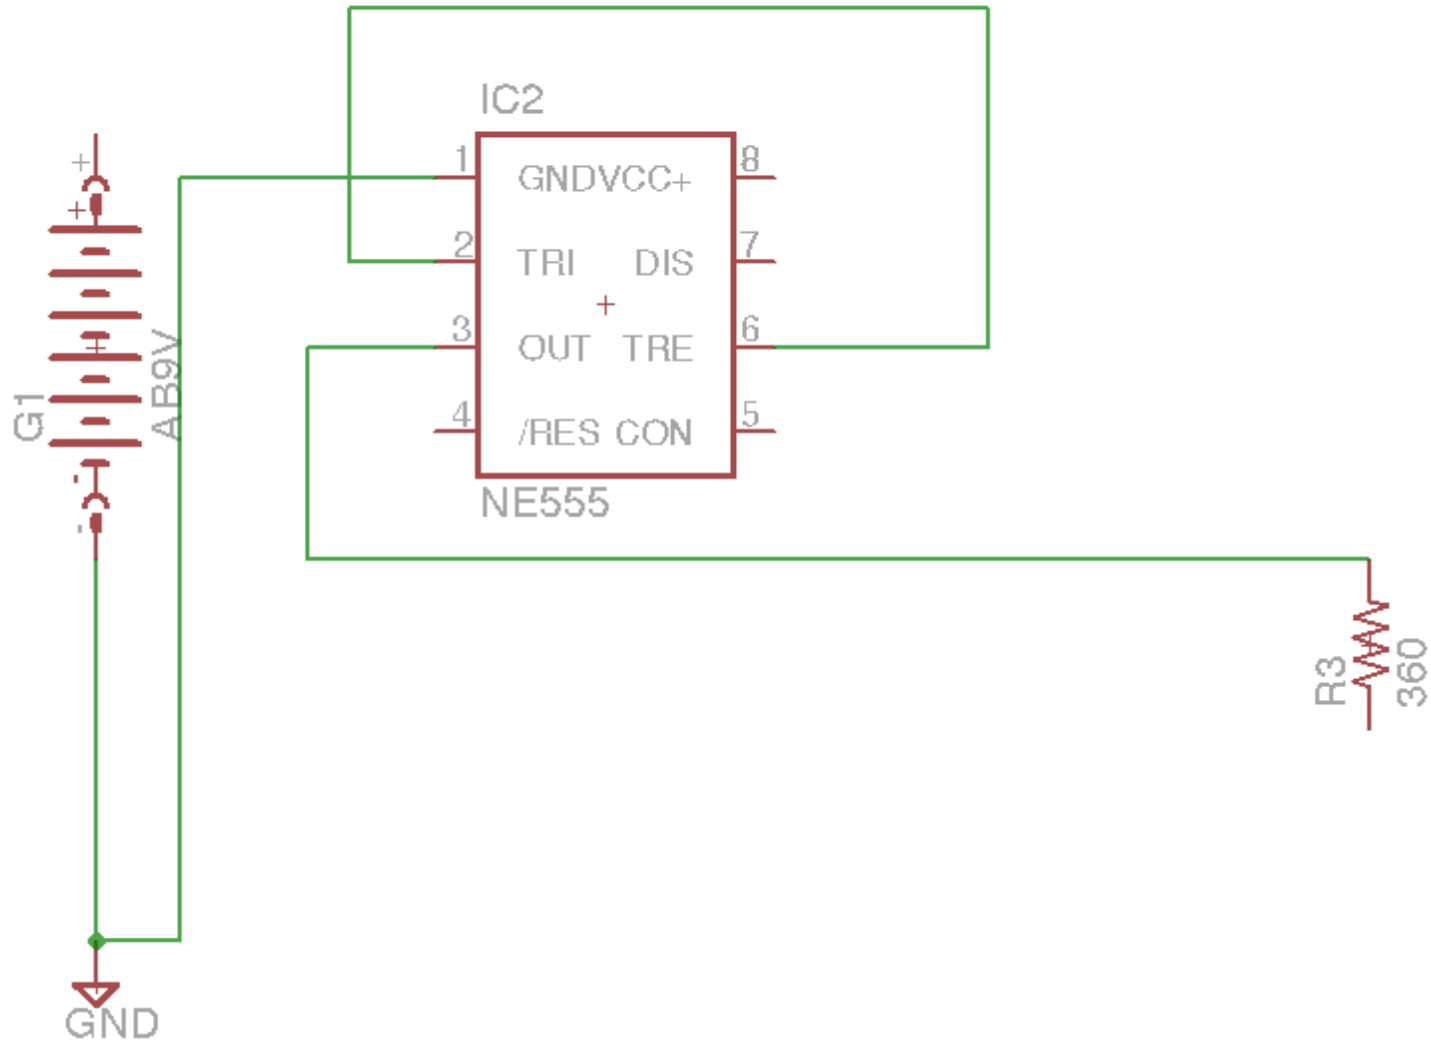 IC2
+
+
1 GNDVCC+ 8
2 TRI DIS 7
3 OUT TRE 6
4 /RES CON 5
NE555
G1
AB9V
-
-
R3
360
GND